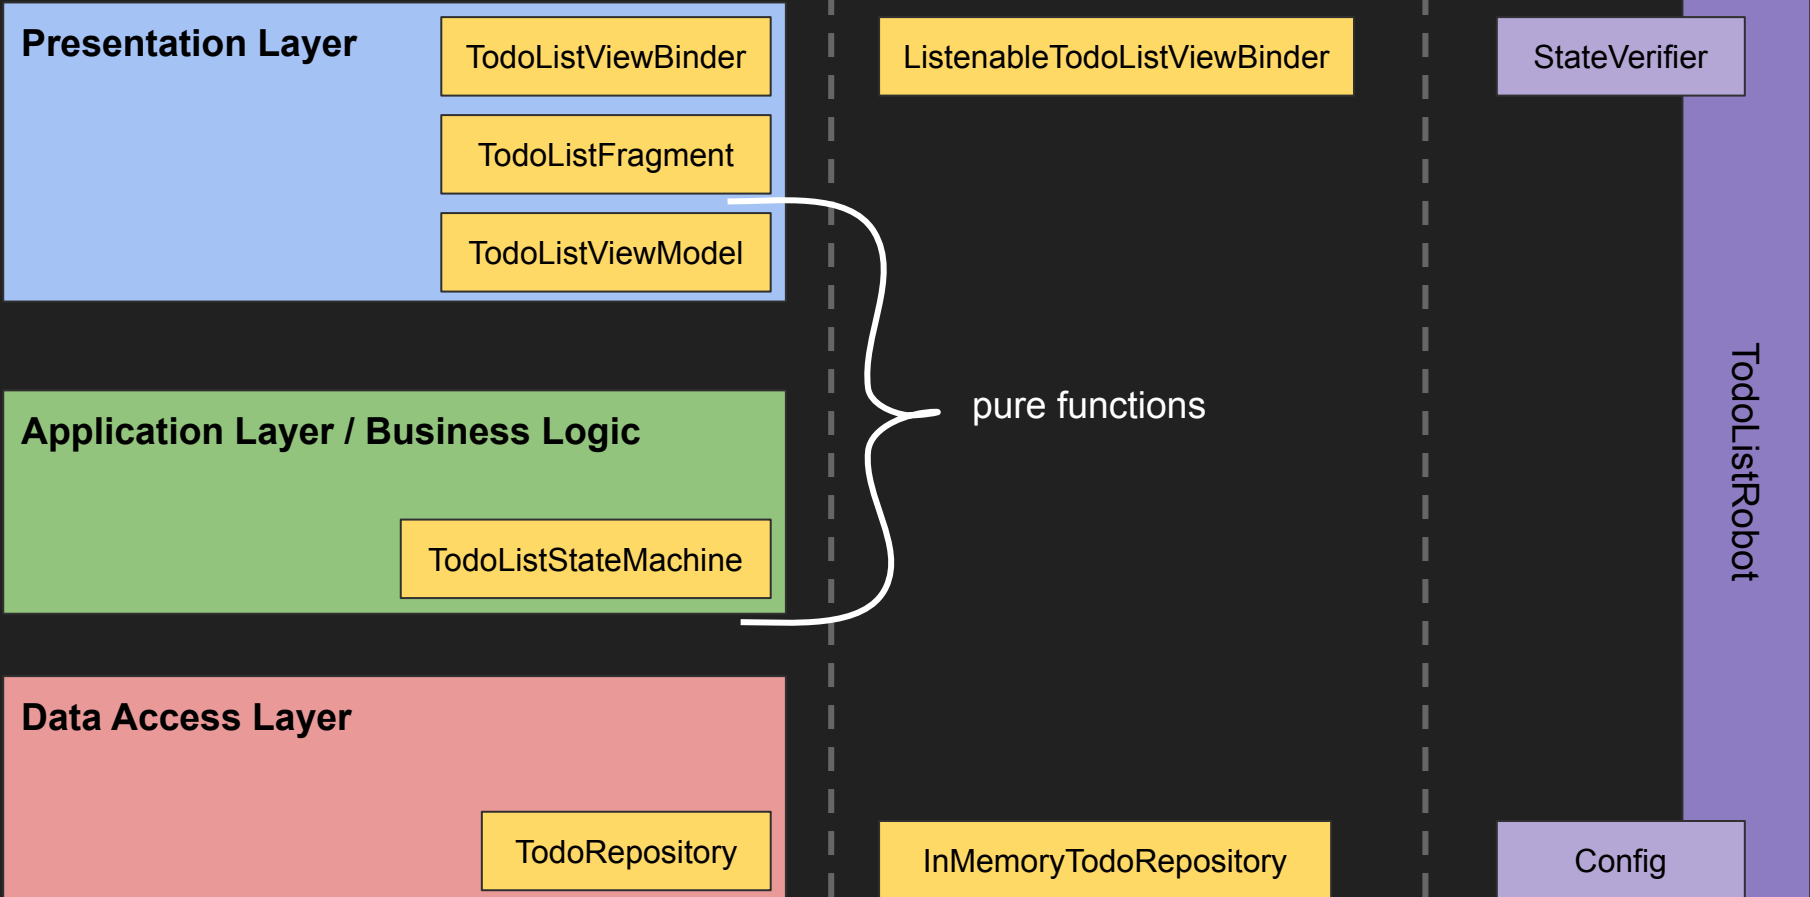 Presentation Layer
TodoListViewBinder
TodoListFragment
TodoListViewModel
Application Layer / Business Logic
TodoListStateMachine
Data Access Layer
TodoRepository
ListenableTodoListViewBinder
pure functions
InMemoryTodoRepository
StateVerifier
Config
TodoListRobot